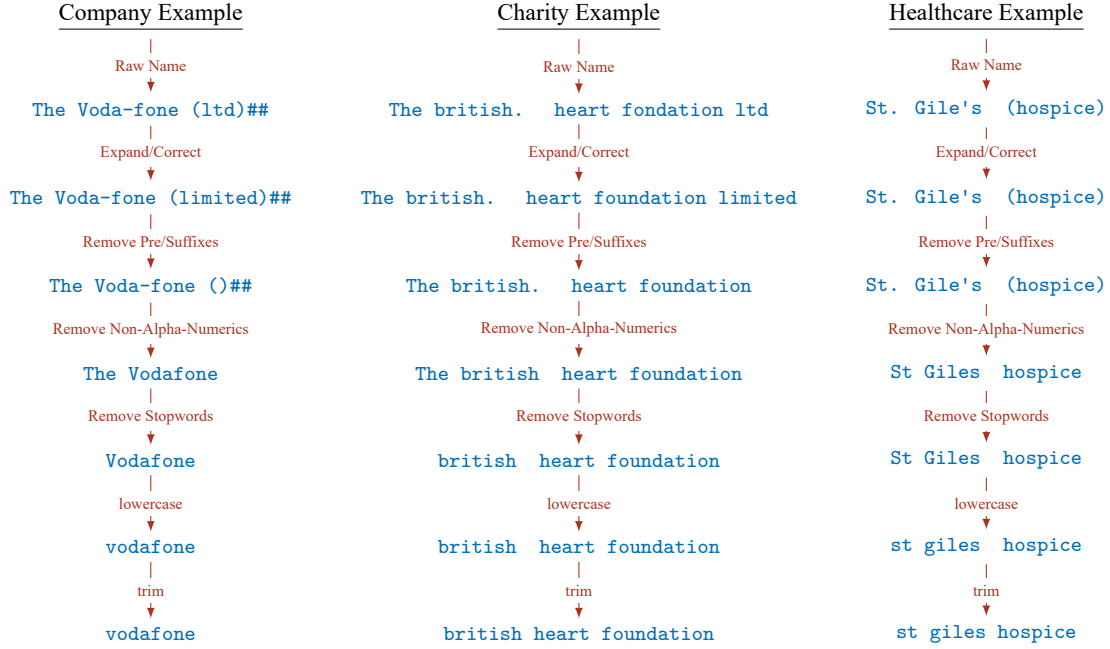 Company Example
Raw Name
The Voda-fone (ltd)##
Expand/Correct
The Voda-fone (limited)##
Remove Pre/Suffixes
The Voda-fone ()##
Remove Non-Alpha-Numerics
The Vodafone
Remove Stopwords
Vodafone
lowercase
vodafone
trim
vodafone
Charity Example
Raw Name
The british.  heart fondation ltd
Expand/Correct
The british.  heart foundation limited
Remove Pre/Suffixes
The british.  heart foundation
Remove Non-Alpha-Numerics
The british  heart foundation
Remove Stopwords
british  heart foundation
lowercase
british  heart foundation
trim
british heart foundation
Healthcare Example
Raw Name
St. Gile's  (hospice)
Expand/Correct
St. Gile's  (hospice)
Remove Pre/Suffixes
St. Gile's  (hospice)
Remove Non-Alpha-Numerics
St Giles  hospice
Remove Stopwords
St Giles  hospice
lowercase
st giles  hospice
trim
st giles hospice